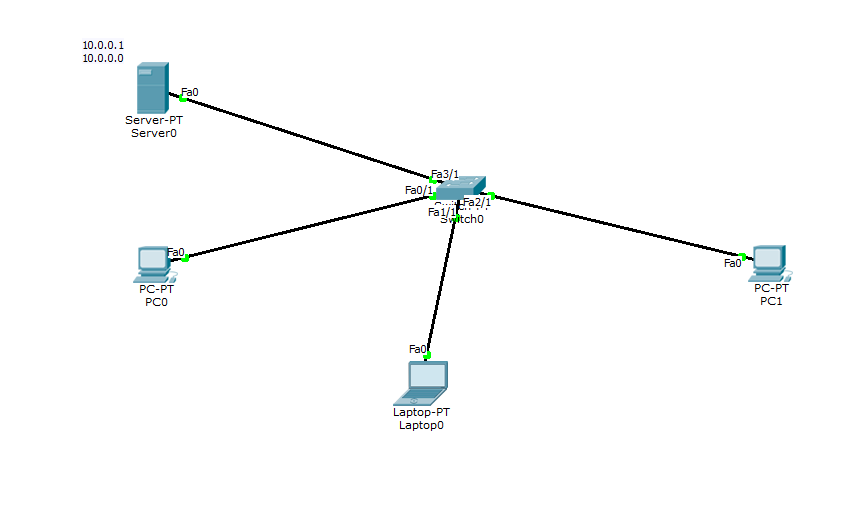 10.0.0.1
10.0.0.0
Fa0
Server-PT
Server0
Fa3/1
Fa0/1
Fa2/1
Fa1/1
Switch0
Fa0
PC-PT
PC0
Fa0
PC-PT
PC1
Fa0
Laptop-PT
Laptop0